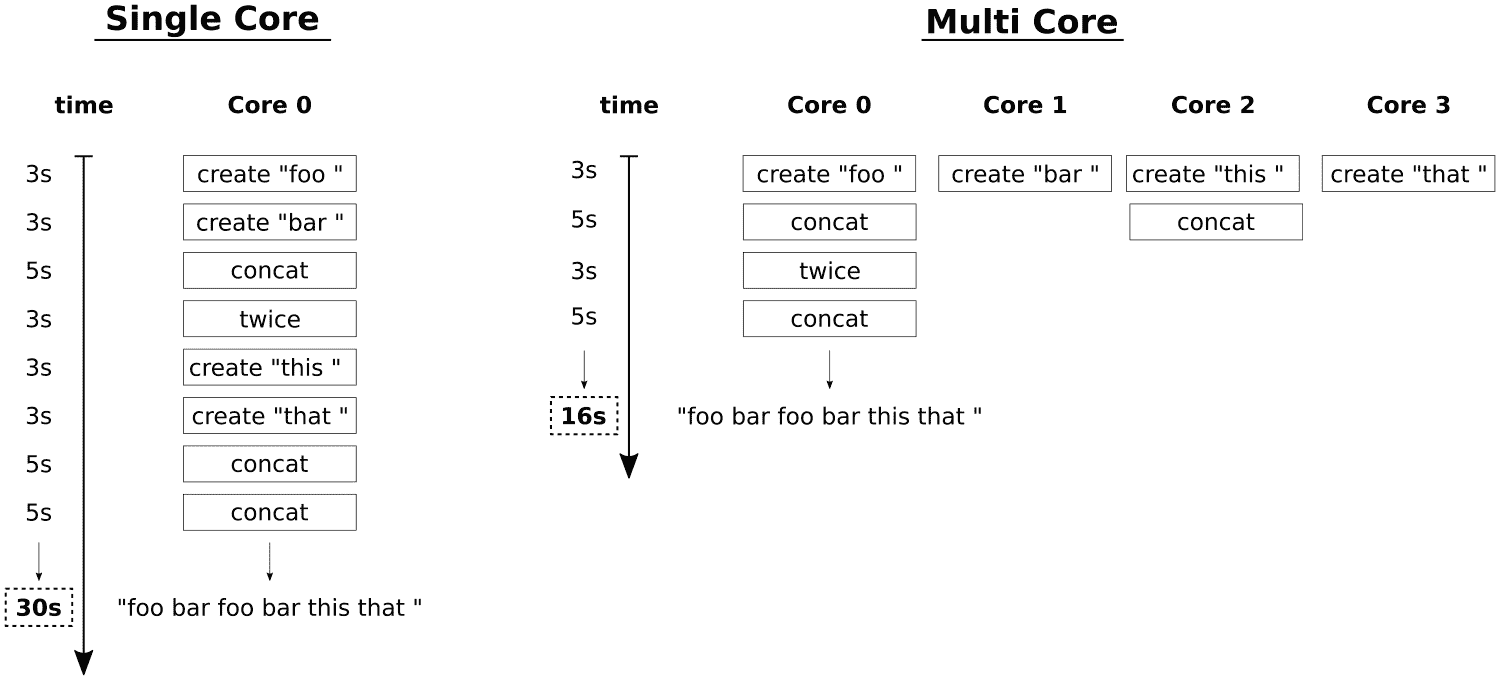 Single Core
time Core 0
3s create "foo "
3s create "bar "
5s concat
3s twice
3s create "this "
3s create "that "
5s concat
5s concat
30s "foo bar foo bar this that "
Multi Core
time Core 0 Core 1 Core 2 Core 3
3s create "foo " create "bar " create "this " create "that "
5s concat concat
3s twice
5s concat
16s "foo bar foo bar this that "